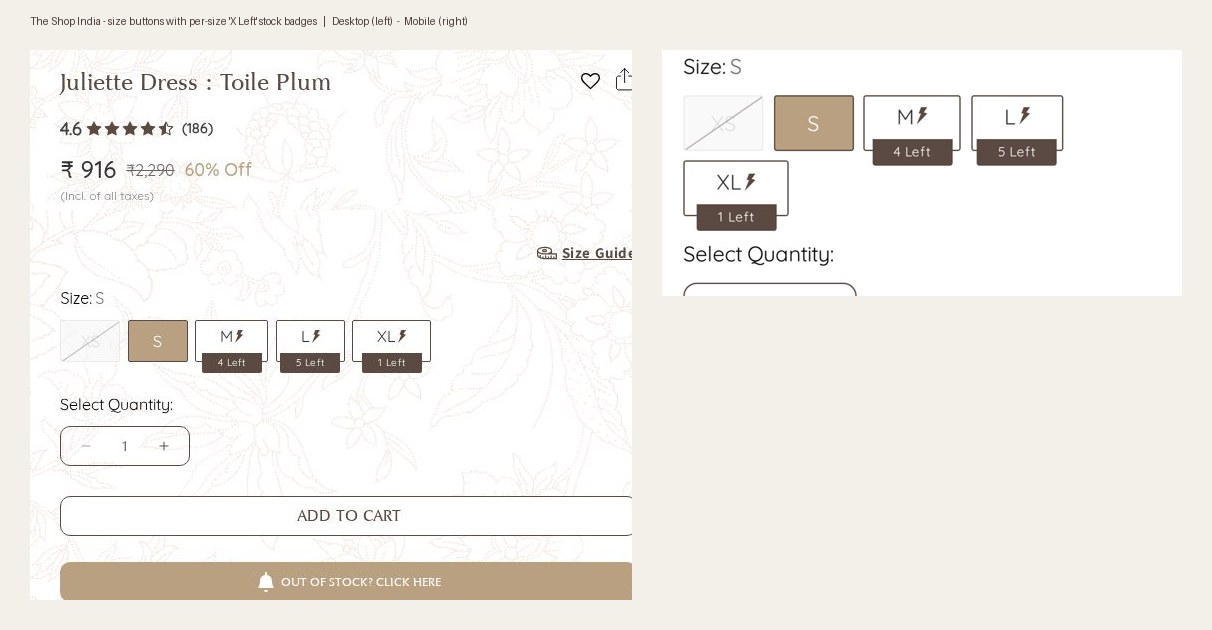 The Shop India - size buttons with per-size 'X Left' stock badges | Desktop (left) - Mobile (right)
Juliette Dress : Toile Plum
4.6 (186)
₹ 916 ₹2,290 60% Off
(Incl. of all taxes)
Size Guide
Size: S
XS S M L XL
4 Left 5 Left 1 Left
Select Quantity:
− 1 +
ADD TO CART
OUT OF STOCK? CLICK HERE
Size: S
XS S M L
4 Left 5 Left
XL
1 Left
Select Quantity: